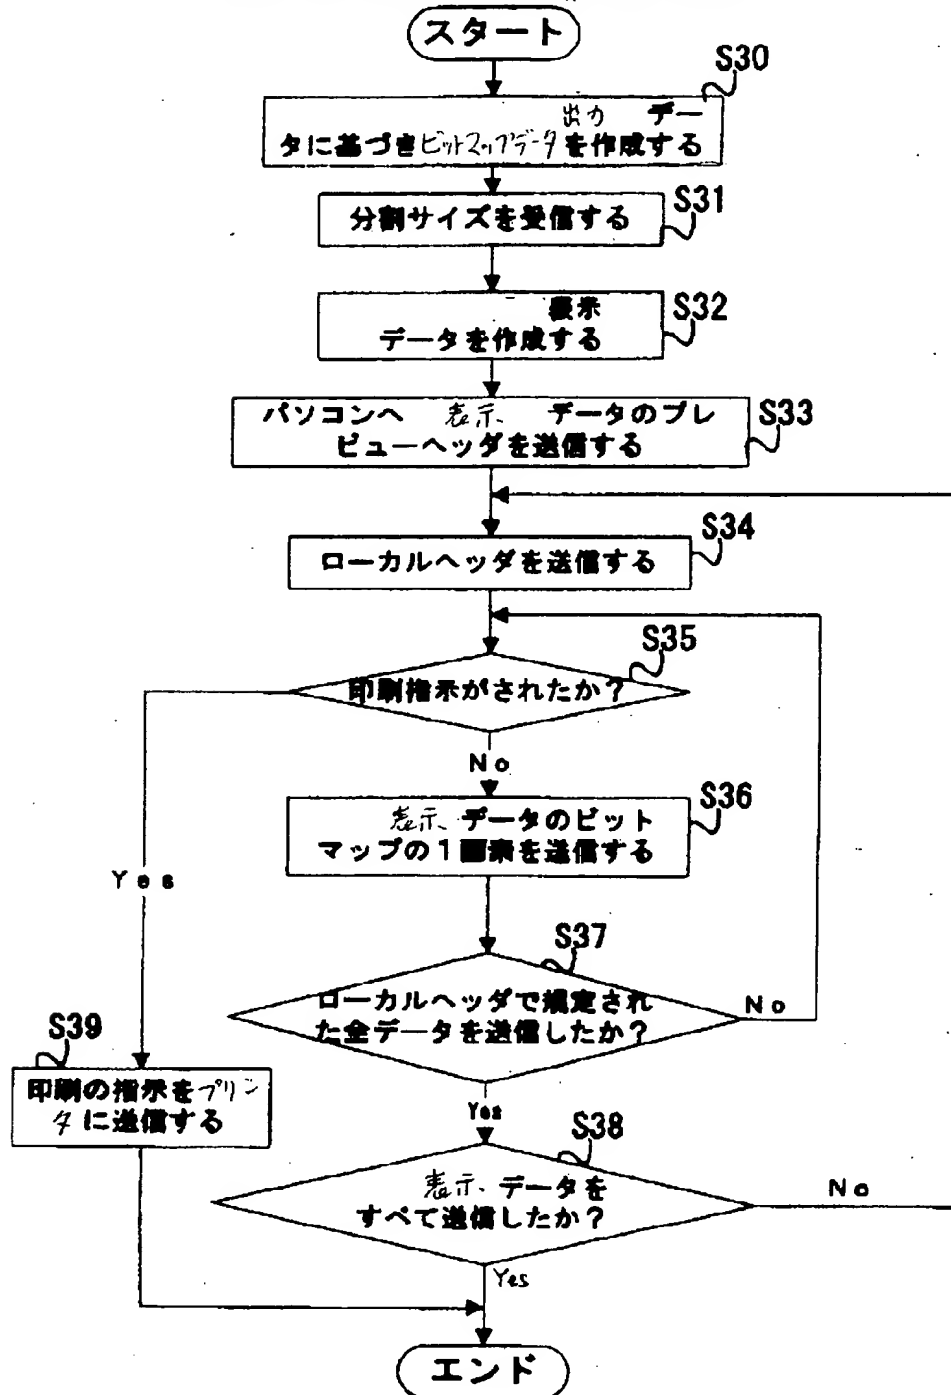 スタート
S30
出力 デー
タに基づきビットマップデータを作成する
S31
分割サイズを受信する
S32
表示
データを作成する
S33
パソコンへ 表示 データのプレ
ビューヘッダを送信する
S34
ローカルヘッダを送信する
S35
印刷指示がされたか?
No
Yes
S36
表示 データのビット
マップの1画素を送信する
S37
ローカルヘッダで規定され
た全データを送信したか?
No
Yes
S39
印刷の指示をプリン
タに送信する
S38
表示 データを
すべて送信したか?
No
Yes
エンド